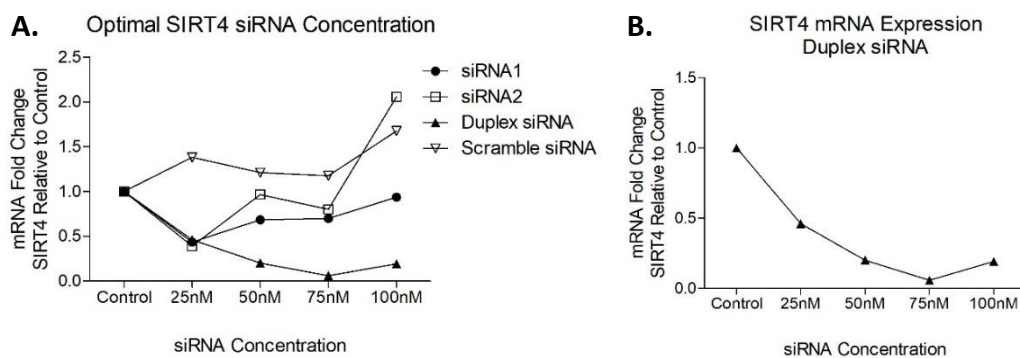 A.
Optimal SIRT4 siRNA Concentration
mRNA Fold Change
SIRT4 Relative to Control
2.5
2.0
1.5
1.0
0.5
0.0
Control 25nM 50nM 75nM 100nM
siRNA Concentration
siRNA1
siRNA2
Duplex siRNA
Scramble siRNA
B.
SIRT4 mRNA Expression
Duplex siRNA
mRNA Fold Change
SIRT4 Relative to Control
1.5
1.0
0.5
0.0
Control 25nM 50nM 75nM 100nM
siRNA Concentration